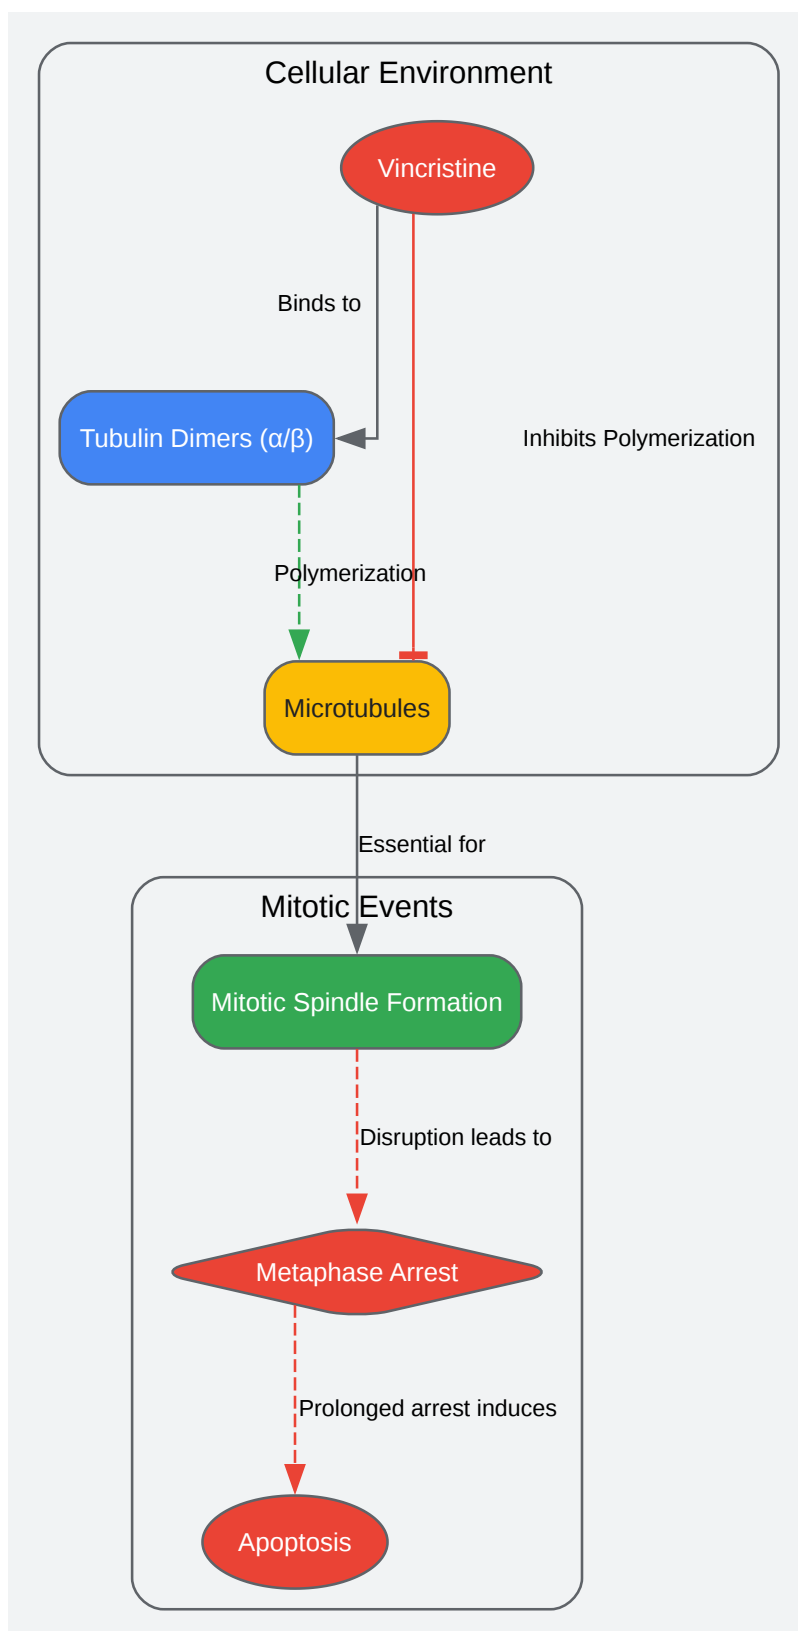 Cellular Environment
Vincristine
Binds to
Tubulin Dimers (α/β)
Inhibits Polymerization
Polymerization
Microtubules
Essential for
Mitotic Events
Mitotic Spindle Formation
Disruption leads to
Metaphase Arrest
Prolonged arrest induces
Apoptosis